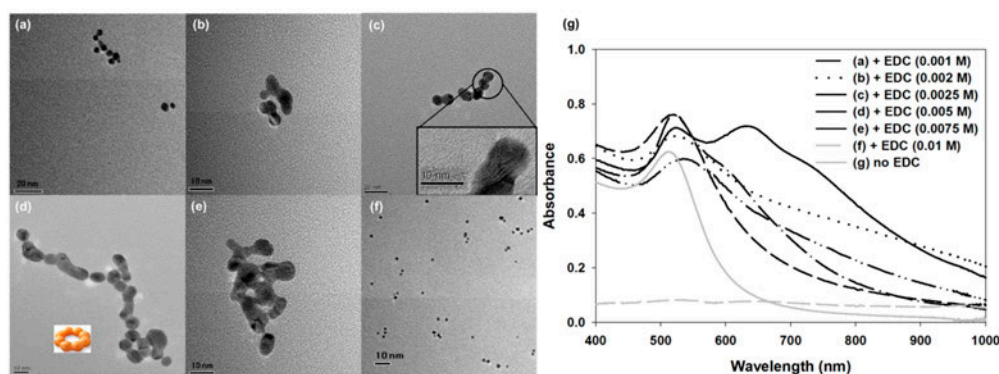 (a)
20 nm
(b)
10 nm
(c)
10 nm
(d)
(e)
10 nm
(f)
10 nm
(g)
(a) + EDC (0.001 M)
(b) + EDC (0.002 M)
(c) + EDC (0.0025 M)
(d) + EDC (0.005 M)
(e) + EDC (0.0075 M)
(f) + EDC (0.01 M)
(g) no EDC
Absorbance
1.0
0.8
0.6
0.4
0.2
0.0
400 500 600 700 800 900 1000
Wavelength (nm)